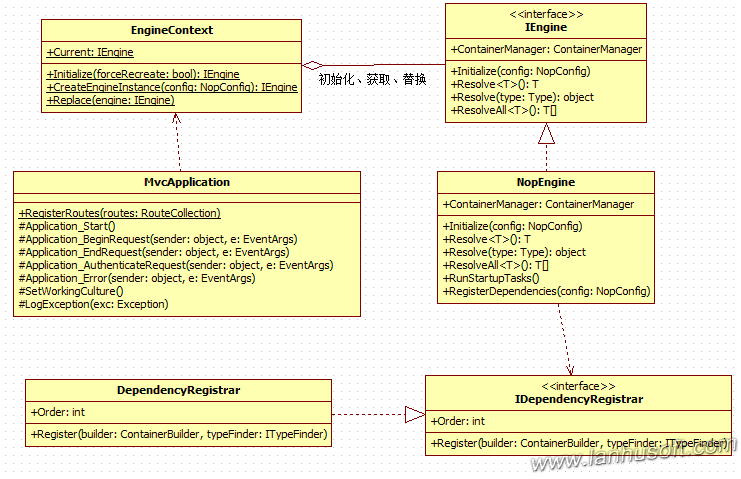 EngineContext
+Current: IEngine
+Initialize(forceRecreate: bool): IEngine
+CreateEngineInstance(config: NopConfig): IEngine
+Replace(engine: IEngine)
初始化、获取、替换
<<interface>>
IEngine
+ContainerManager: ContainerManager
+Initialize(config: NopConfig)
+Resolve<T>(): T
+Resolve(type: Type): object
+ResolveAll<T>(): T[]
MvcApplication
+RegisterRoutes(routes: RouteCollection)
#Application_Start()
#Application_BeginRequest(sender: object, e: EventArgs)
#Application_EndRequest(sender: object, e: EventArgs)
#Application_AuthenticateRequest(sender: object, e: EventArgs)
#Application_Error(sender: object, e: EventArgs)
#SetWorkingCulture()
#LogException(exc: Exception)
NopEngine
+ContainerManager: ContainerManager
+Initialize(config: NopConfig)
+Resolve<T>(): T
+Resolve(type: Type): object
+ResolveAll<T>(): T[]
+RunStartupTasks()
+RegisterDependencies(config: NopConfig)
DependencyRegistrar
+Order: int
+Register(builder: ContainerBuilder, typeFinder: ITypeFinder)
<<interface>>
IDependencyRegistrar
+Order: int
+Register(builder: ContainerBuilder, typeFinder: ITypeFinder)
www.lanhusoft.com